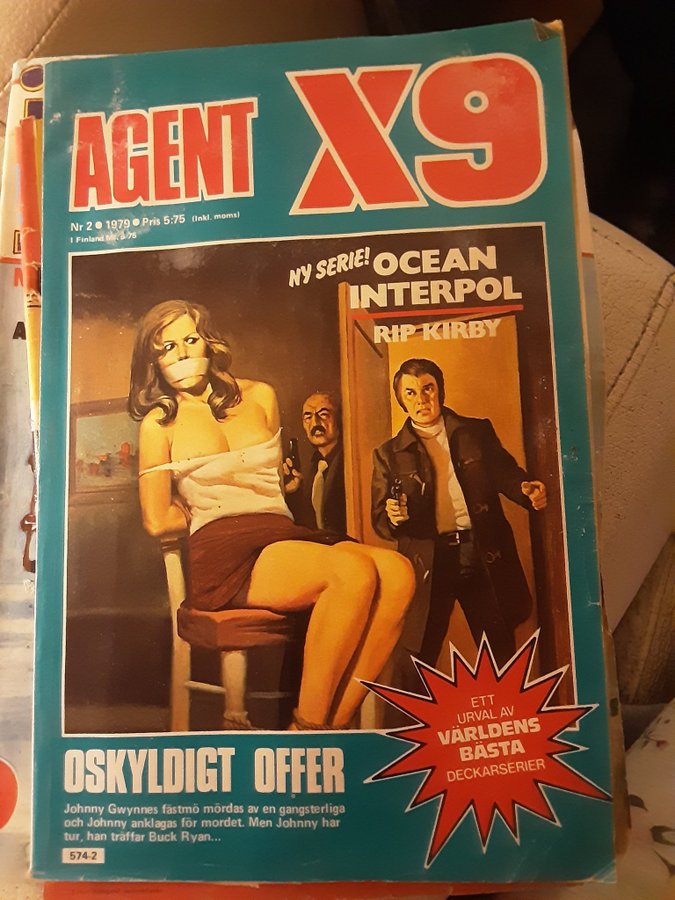 AGENT X9
Nr 2 ● 1979 ● Pris 5:75 (Inkl. moms)
I Finland Mk. 5:75
NY SERIE! OCEAN
INTERPOL
RIP KIRBY
ETT
URVAL AV
VÄRLDENS
BÄSTA
DECKARSERIER
OSKYLDIGT OFFER
Johnny Gwynnes fästmö mördas av en gangsterliga
och Johnny anklagas för mordet. Men Johnny har
tur, han träffar Buck Ryan...
574-2